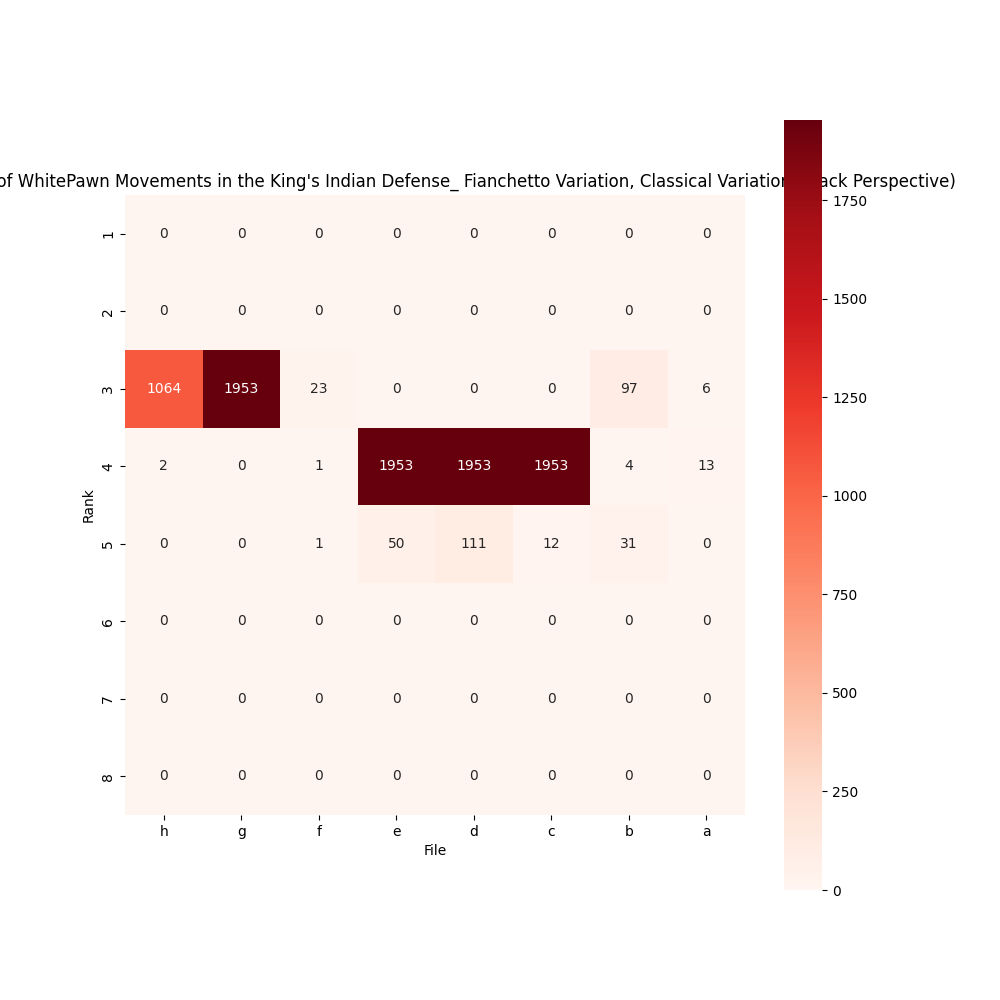 of WhitePawn Movements in the King's Indian Defense_ Fianchetto Variation, Classical Variation ack Perspective)
1750
1 0 0 0 0 0 0 0 0
1500
2 0 0 0 0 0 0 0 0
1250
3 1064 1953 23 0 0 0 97 6
1000
4 2 0 1 1953 1953 1953 4 13
Rank
750
5 0 0 1 50 111 12 31 0
6 0 0 0 0 0 0 0 0
500
7 0 0 0 0 0 0 0 0
250
8 0 0 0 0 0 0 0 0
h g f e d c b a
File
0